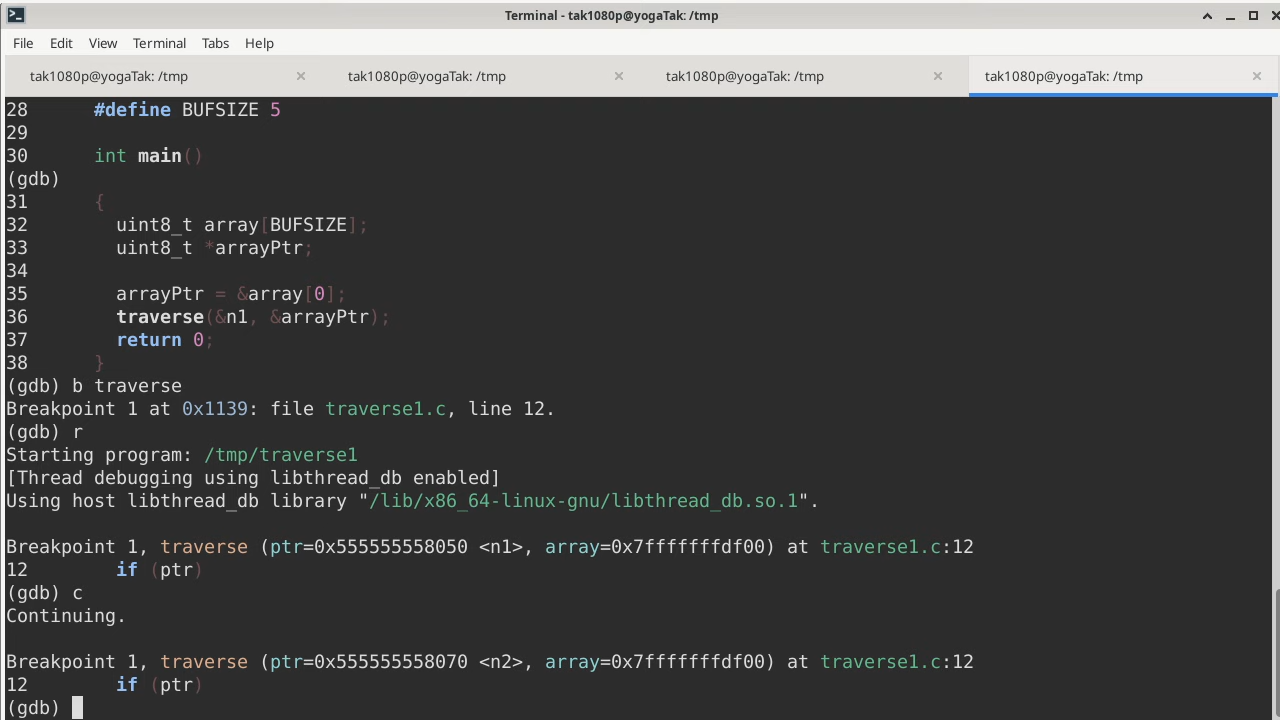 Terminal - tak1080p@yogaTak: /tmp
File Edit View Terminal Tabs Help
tak1080p@yogaTak: /tmp tak1080p@yogaTak: /tmp tak1080p@yogaTak: /tmp tak1080p@yogaTak: /tmp
28      #define BUFSIZE 5
29
30      int main()
(gdb)
31      {
32        uint8_t array[BUFSIZE];
33        uint8_t *arrayPtr;
34
35        arrayPtr = &array[0];
36        traverse(&n1, &arrayPtr);
37        return 0;
38      }
(gdb) b traverse
Breakpoint 1 at 0x1139: file traverse1.c, line 12.
(gdb) r
Starting program: /tmp/traverse1
[Thread debugging using libthread_db enabled]
Using host libthread_db library "/lib/x86_64-linux-gnu/libthread_db.so.1".
Breakpoint 1, traverse (ptr=0x555555558050 <n1>, array=0x7fffffffdf00) at traverse1.c:12
12        if (ptr)
(gdb) c
Continuing.
Breakpoint 1, traverse (ptr=0x555555558070 <n2>, array=0x7fffffffdf00) at traverse1.c:12
12        if (ptr)
(gdb)